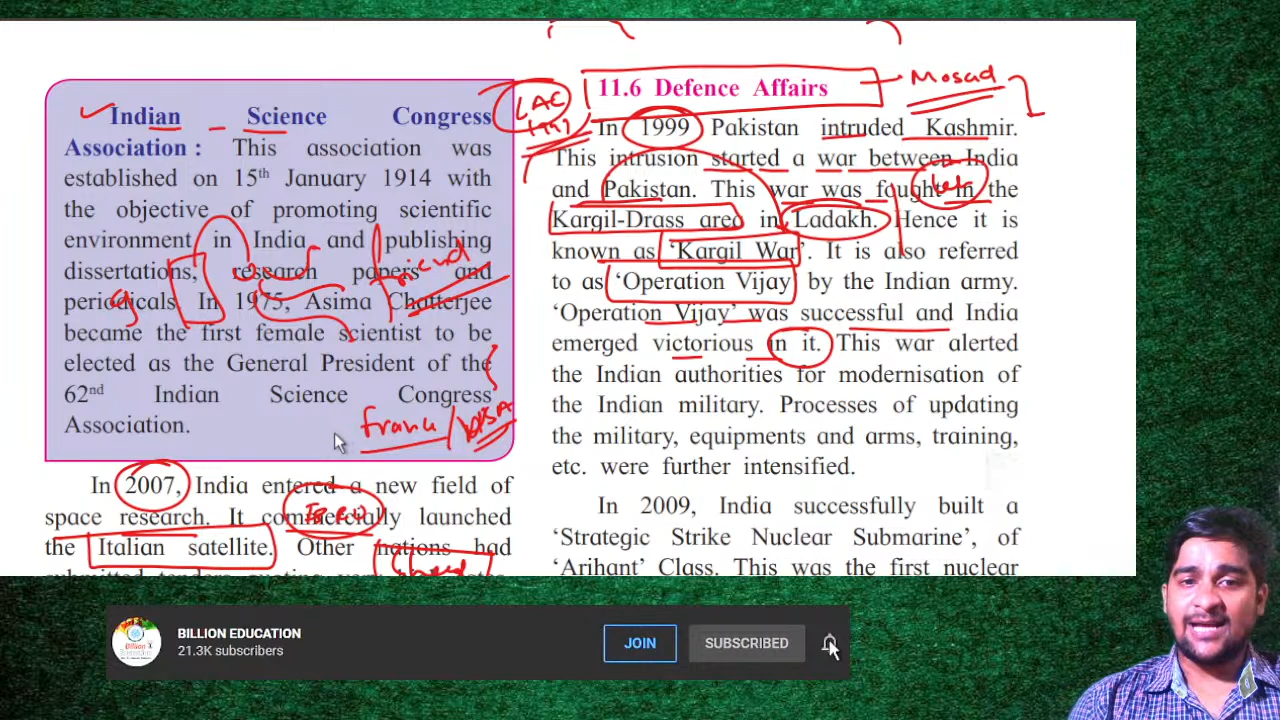 Indian Science Congress
Association : This association was
established on 15th January 1914 with
the objective of promoting scientific
environment in India and publishing
dissertations, research papers and
periodicals. In 1975, Asima Chatterjee
became the first female scientist to be
elected as the General President of the
62nd Indian Science Congress
Association.
friend
France / USA
In 2007, India entered a new field of
space research. It commercially launched
the Italian satellite. Other nations had
ISRO
LAC
1999
11.6 Defence Affairs
Mosad
In 1999 Pakistan intruded Kashmir.
This intrusion started a war between India
and Pakistan. This war was fought in the
Kargil-Drass area in Ladakh. Hence it is
known as ‘Kargil War’. It is also referred
to as ‘Operation Vijay’ by the Indian army.
‘Operation Vijay’ was successful and India
emerged victorious in it. This war alerted
the Indian authorities for modernisation of
the Indian military. Processes of updating
the military, equipments and arms, training,
etc. were further intensified.
In 2009, India successfully built a
‘Strategic Strike Nuclear Submarine’, of
‘Arihant’ Class. This was the first nuclear
BILLION EDUCATION
21.3K subscribers
JOIN
SUBSCRIBED